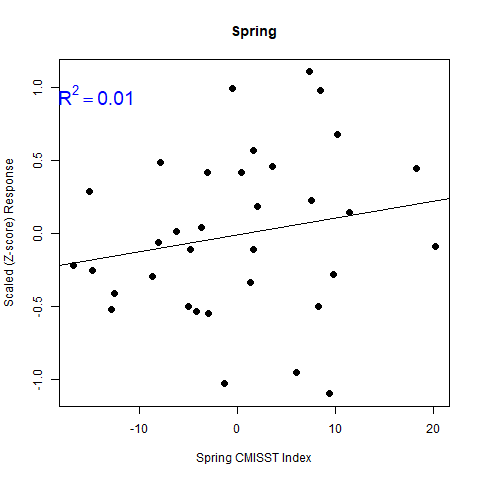 Spring
R² = 0.01
1.0
0.5
0.0
-0.5
-1.0
Scaled (Z-score) Response
-10
0
10
20
Spring CMISST Index